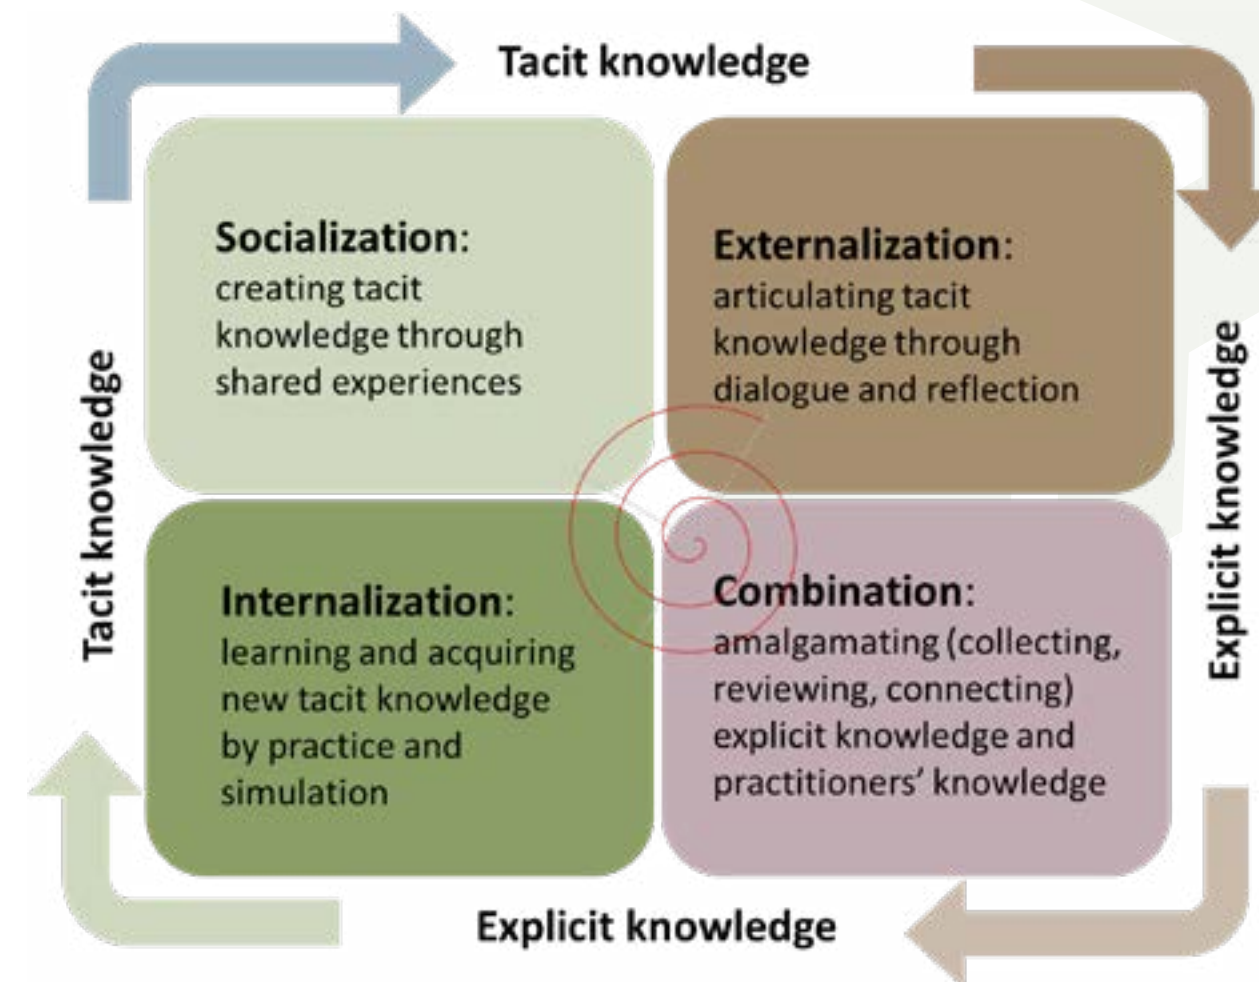 Tacit knowledge
Socialization:
creating tacit
knowledge through
shared experiences
Externalization:
articulating tacit
knowledge through
dialogue and reflection
Tacit knowledge
Explicit knowledge
Internalization:
learning and acquiring
new tacit knowledge
by practice and
simulation
Combination:
amalgamating (collecting,
reviewing, connecting)
explicit knowledge and
practitioners’ knowledge
Explicit knowledge